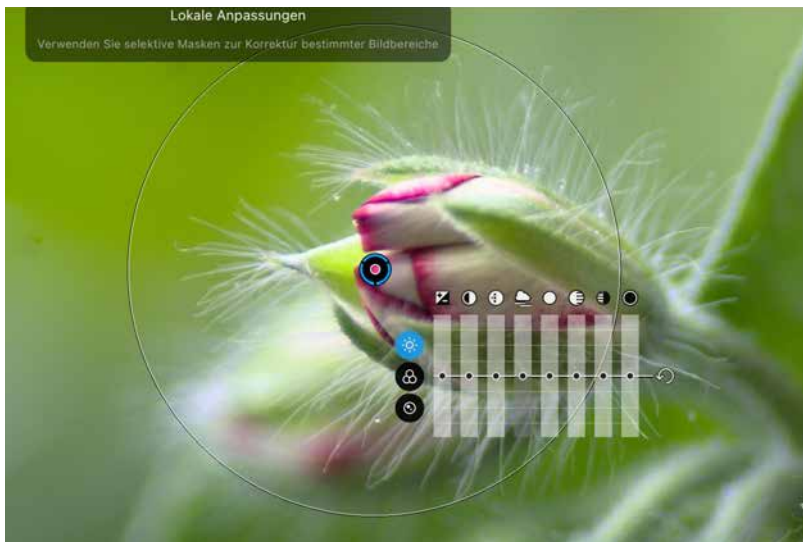 Lokale Anpassungen
Verwenden Sie selektive Masken zur Korrektur bestimmter Bildbereiche